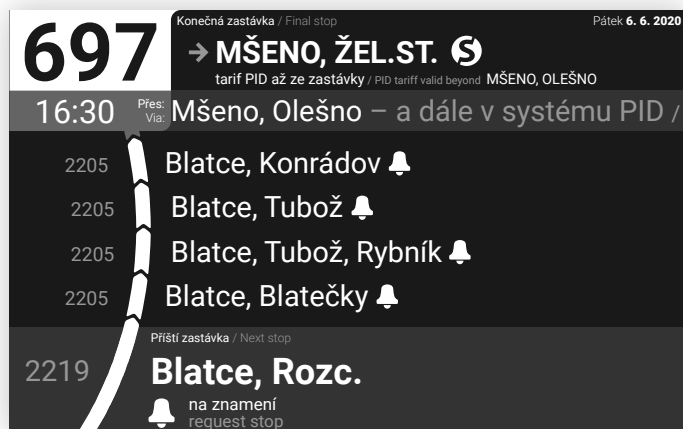 697
Konečná zastávka / Final stop
Pátek 6. 6. 2020
→ MŠENO, ŽEL.ST. S
tarif PID až ze zastávky / PID tariff valid beyond MŠENO, OLEŠNO
16:30
Přes:
Via:
Mšeno, Olešno – a dále v systému PID /
2205 Blatce, Konrádov
2205 Blatce, Tubož
2205 Blatce, Tubož, Rybník
2205 Blatce, Blatečky
Příští zastávka / Next stop
2219 Blatce, Rozc.
na znamení
request stop